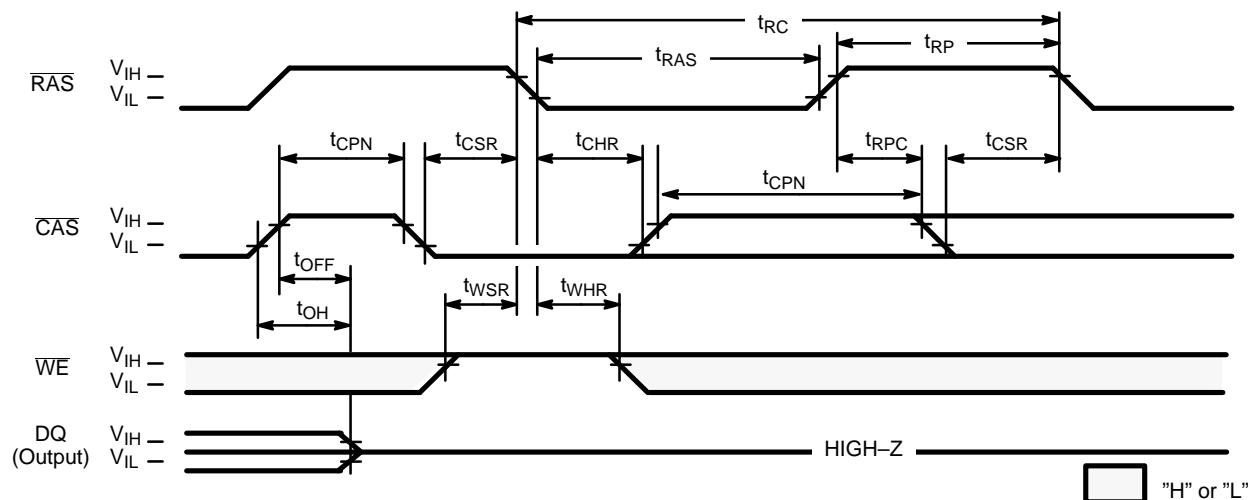 tRC
tRP
tRAS
RAS
VIH
VIL
tCPN
tCSR
tCHR
tRPC
tCSR
tCPN
CAS
VIH
VIL
tOFF
tOH
tWSR
tWHR
WE
VIH
VIL
DQ
(Output)
VIH
VIL
HIGH–Z
”H” or ”L”